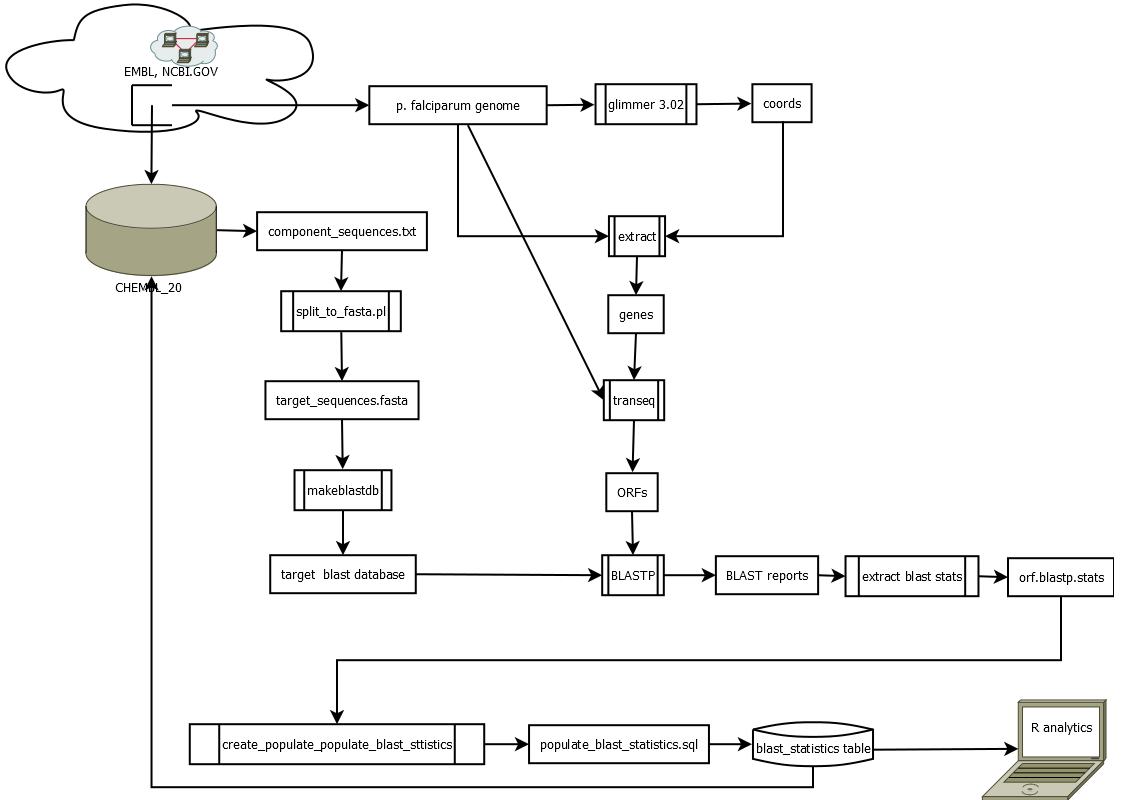 EMBL, NCBI.GOV
p. falciparum genome
glimmer 3.02
coords
component_sequences.txt
extract
CHEMBL_20
split_to_fasta.pl
genes
target_sequences.fasta
transeq
makeblastdb
ORFs
target blast database
BLASTP
BLAST reports
extract blast stats
orf.blastp.stats
create_populate_populate_blast_sttistics
populate_blast_statistics.sql
blast_statistics table
R analytics